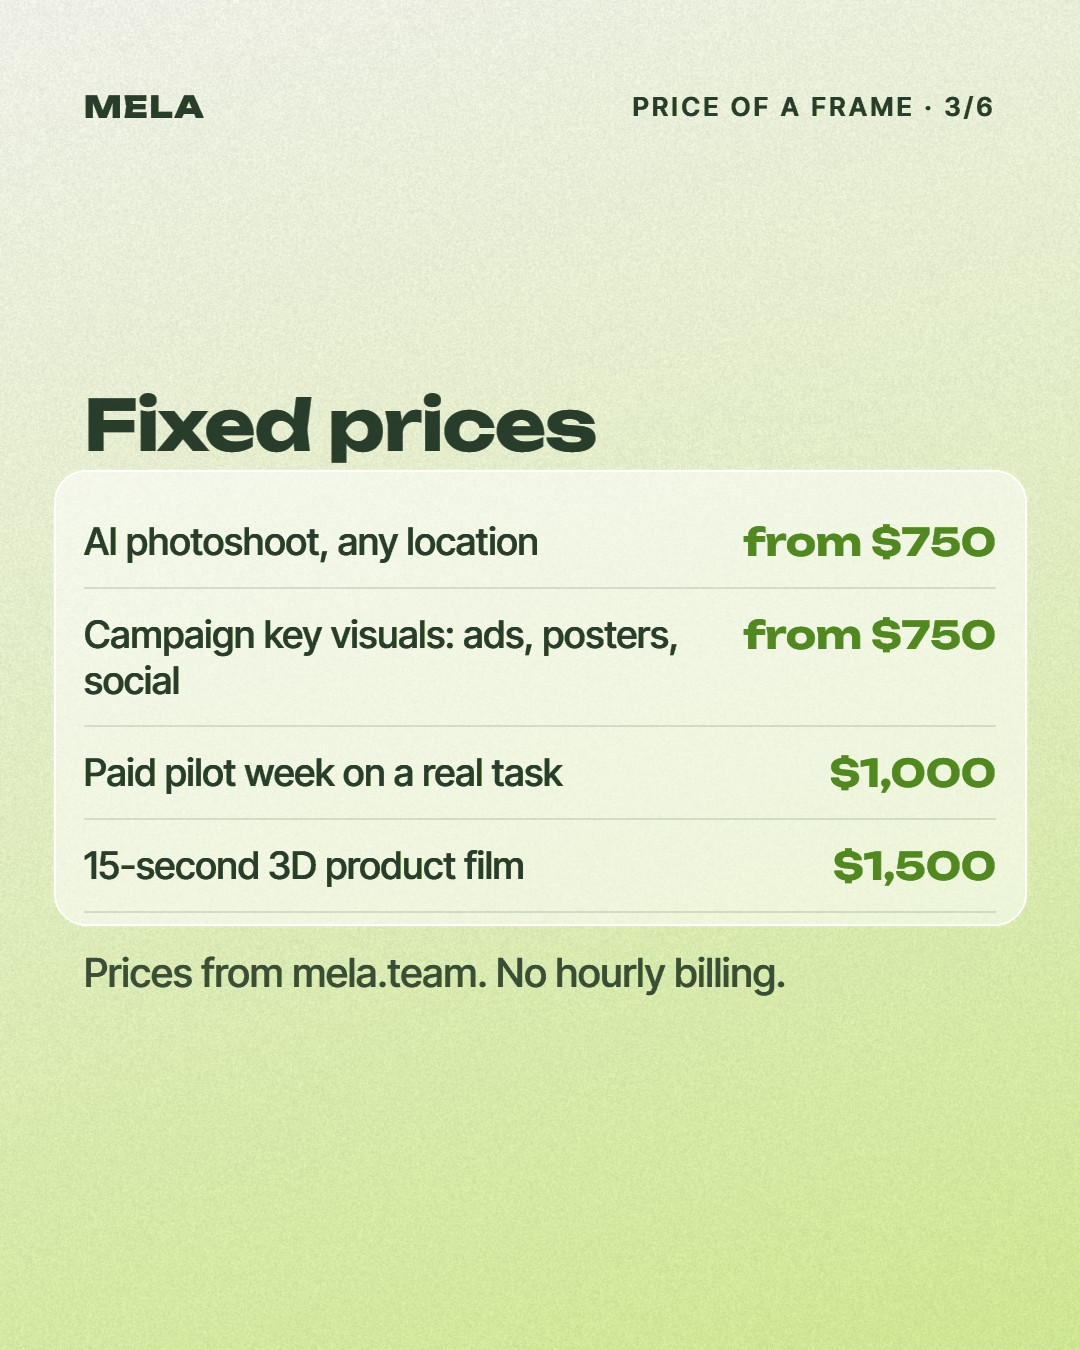 MELA
PRICE OF A FRAME · 3/6
Fixed prices
AI photoshoot, any location from $750
Campaign key visuals: ads, posters, from $750
social
Paid pilot week on a real task $1,000
15-second 3D product film $1,500
Prices from mela.team. No hourly billing.